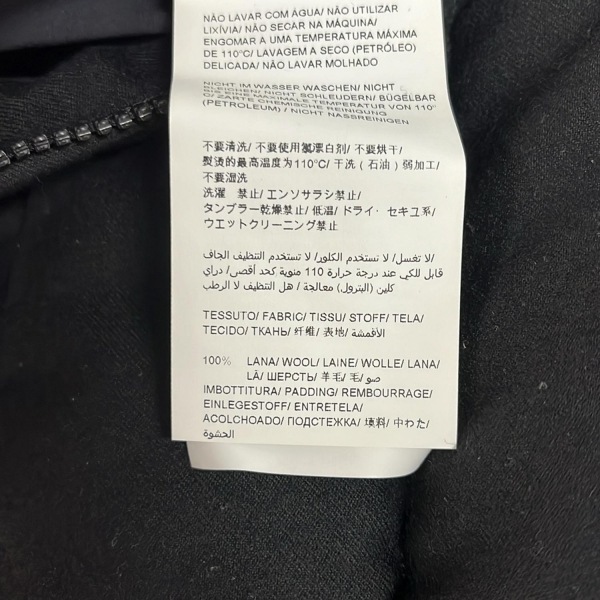 NÃO LAVAR COM ÁGUA/ NÃO UTILIZAR
LIXÍVIA/ NÃO SECAR NA MÁQUINA/
ENGOMAR A UMA TEMPERATURA MÁXIMA
DE 110°C/ LAVAGEM A SECO (PETRÓLEO)
DELICADA/ NÃO LAVAR MOLHADO
NICHT IM WASSER WASCHEN/ NICHT
BLEICHEN/ NICHT SCHLEUDERN/ BÜGELBAR
BIS EINE MAXIMALE TEMPERATUR VON 110°
C/ ZARTE CHEMISCHE REINIGUNG
(PETROLEUM) / NICHT NASSREINIGEN
不要清洗/ 不要使用氯漂白剂/ 不要烘干/
熨烫的最高温度为110°C/ 干洗 (石油) 弱加工/
不要湿洗
洗濯 禁止/ エンソサラシ禁止/
タンブラー乾燥禁止/ 低温/ ドライ· セキユ系/
ウエットクリーニング禁止
/لا تغسل/ لا تستخدم الكلور/ لا تستخدم التنظيف الجاف
قابل للكي عند درجة حرارة 110 منوية كحد أقصى/ دراي
كلين (البترول) معالجة/ هل التنظيف لا الرطب
TESSUTO/ FABRIC/ TISSU/ STOFF/ TELA/
TECIDO/ ТКАНЬ/ 纤维/ 表地/ الأقمشة/
100% LANA/ WOOL/ LAINE/ WOLLE/ LANA/
LÃ/ ШЕРСТЬ/ 羊毛/ 毛/ صو
IMBOTTITURA/ PADDING/ REMBOURRAGE/
EINLEGESTOFF/ ENTRETELA/
ACOLCHOADO/ ПОДСТЕЖКА/ 填料/ 中わた/
الحشوة